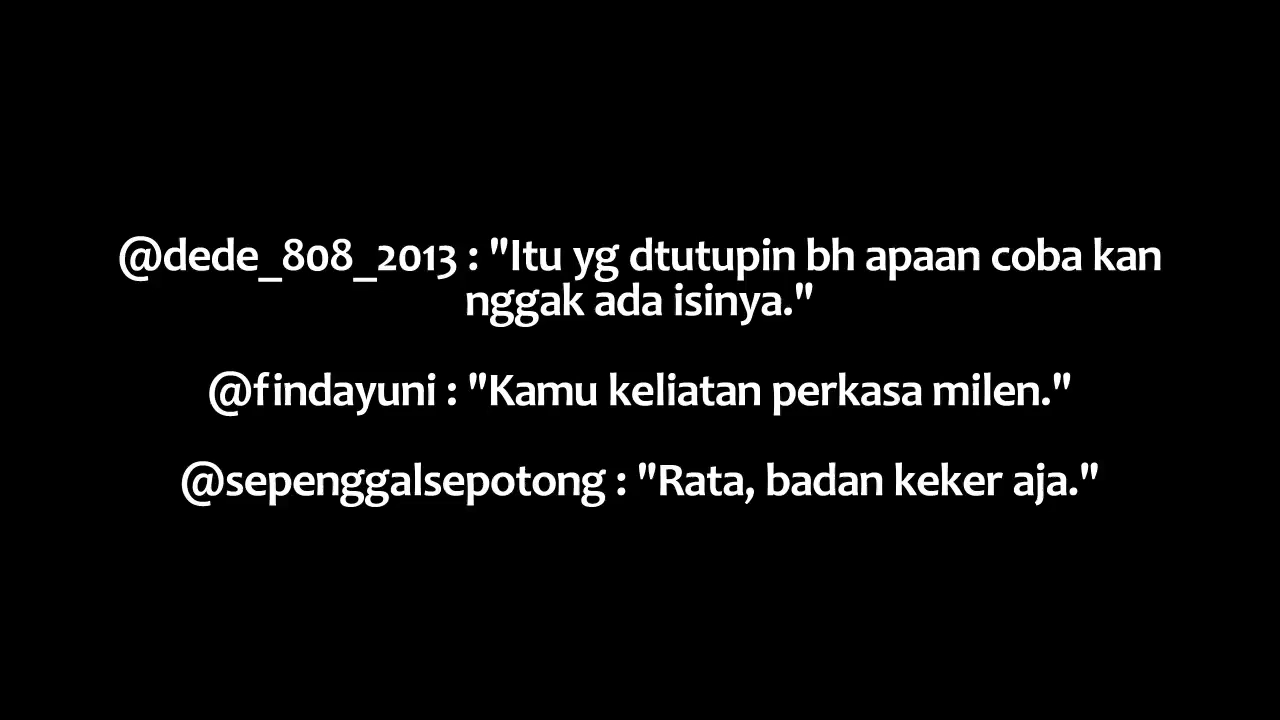 @dede_808_2013 : "Itu yg dtutupin bh apaan coba kan
nggak ada isinya."
@findayuni : "Kamu keliatan perkasa milen."
@sepenggalsepotong : "Rata, badan keker aja."